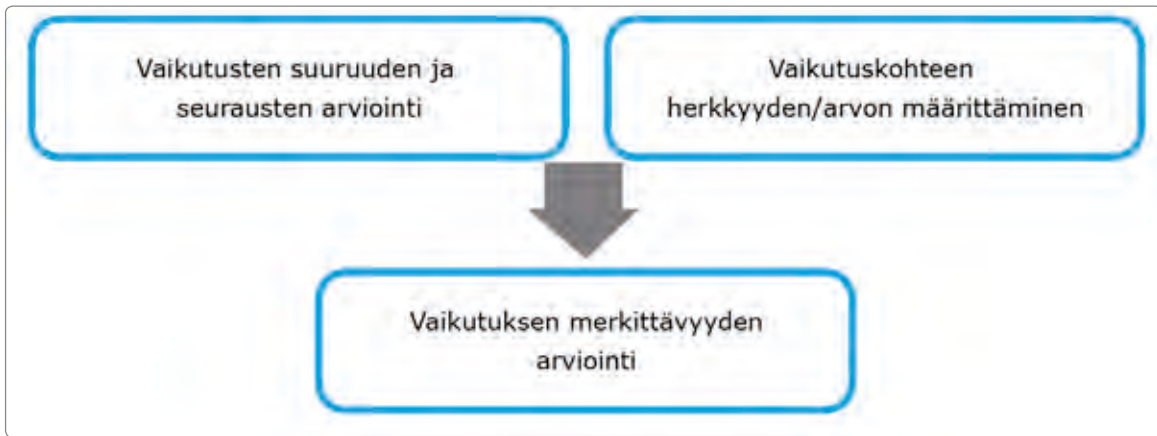 Vaikutusten suuruuden ja
seurausten arviointi
Vaikutuskohteen
herkkyyden/arvon määrittäminen
Vaikutuksen merkittävyyden
arviointi